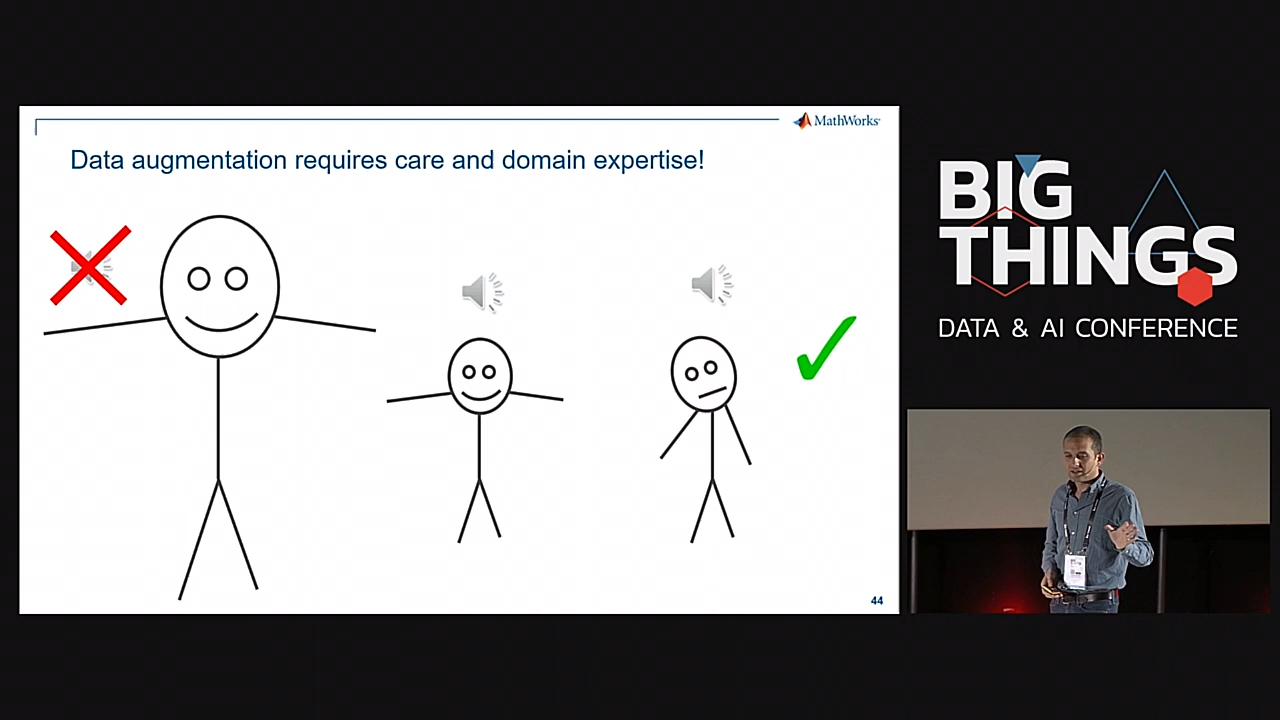 MathWorks
Data augmentation requires care and domain expertise!
44
BIG
THINGS
DATA & AI CONFERENCE